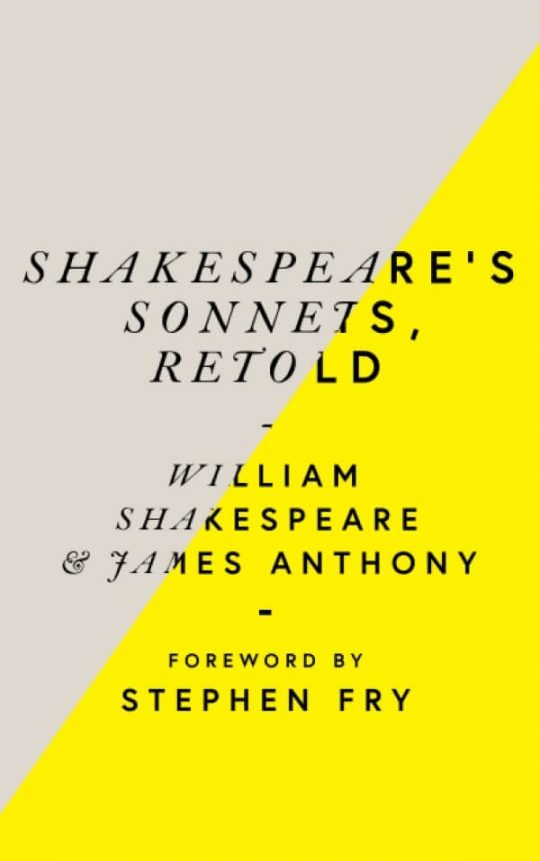 SHAKESPEARE'S
SONNETS,
RETOLD
-
WILLIAM
SHAKESPEARE
& JAMES ANTHONY
-
FOREWORD BY
STEPHEN FRY